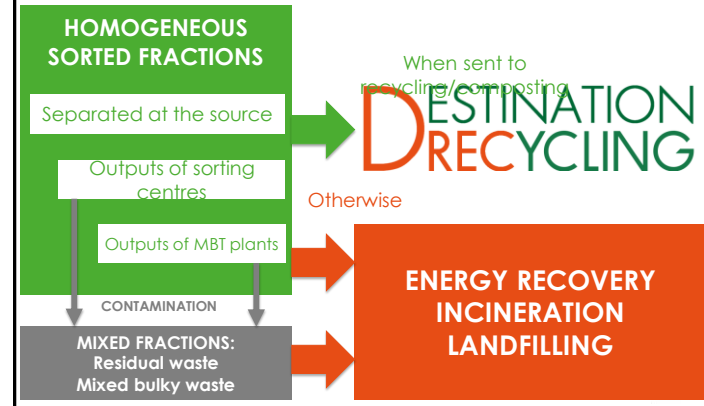 HOMOGENEOUS
SORTED FRACTIONS
Separated at the source
Outputs of sorting
centres
Outputs of MBT plants
CONTAMINATION
MIXED FRACTIONS:
Residual waste
Mixed bulky waste
When sent to
recycling/composting
DESTINATION
RECYCLING
Otherwise
ENERGY RECOVERY
INCINERATION
LANDFILLING